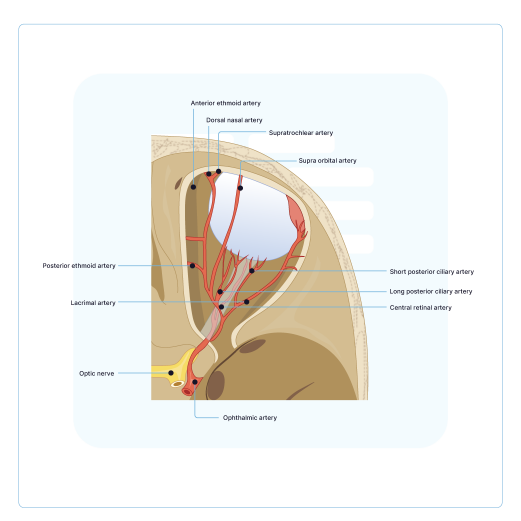 Anterior ethmoid artery
Dorsal nasal artery
Supratrochlear artery
Supra orbital artery
Posterior ethmoid artery
Short posterior ciliary artery
Long posterior ciliary artery
Lacrimal artery
Central retinal artery
Optic nerve
Ophthalmic artery